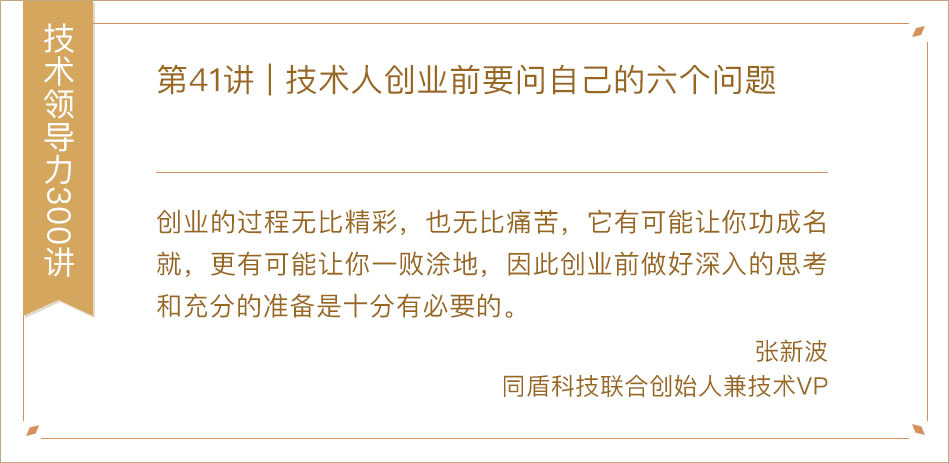 技术领导力300讲
第41讲 | 技术人创业前要问自己的六个问题
创业的过程无比精彩，也无比痛苦，它有可能让你功成名
就，更有可能让你一败涂地，因此创业前做好深入的思考
和充分的准备是十分有必要的。
张新波
同盾科技联合创始人兼技术VP